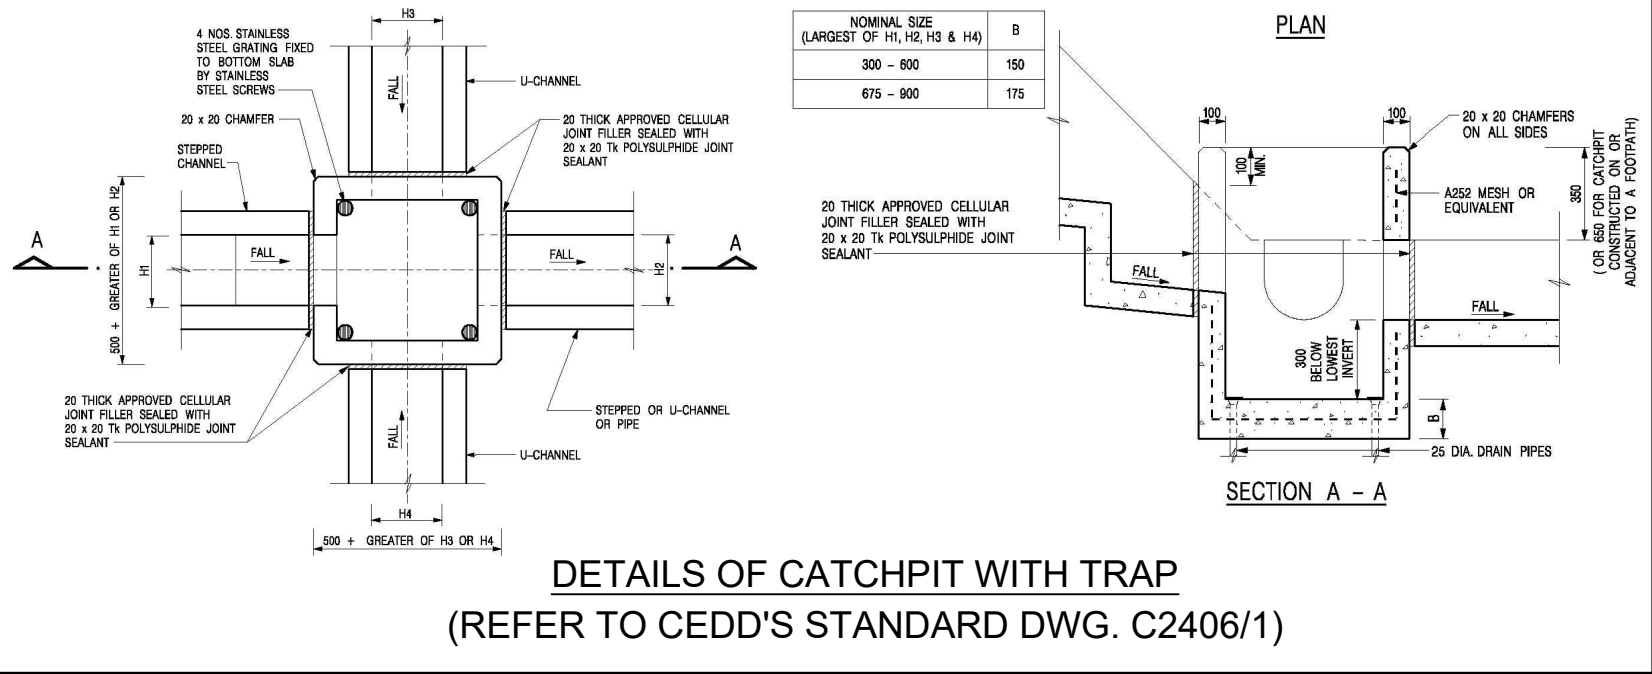 H3
4 NOS. STAINLESS
STEEL GRATING FIXED
TO BOTTOM SLAB
BY STAINLESS
STEEL SCREWS
20 x 20 CHAMFER
STEPPED
CHANNEL
FALL
U-CHANNEL
20 THICK APPROVED CELLULAR
JOINT FILLER SEALED WITH
20 x 20 Tk POLYSULPHIDE JOINT
SEALANT
500 + GREATER OF H1 OR H2
A
H1
FALL
FALL
H2
A
20 THICK APPROVED CELLULAR
JOINT FILLER SEALED WITH
20 x 20 Tk POLYSULPHIDE JOINT
SEALANT
FALL
STEPPED OR U-CHANNEL
OR PIPE
U-CHANNEL
H4
500 + GREATER OF H3 OR H4
NOMINAL SIZE
(LARGEST OF H1, H2, H3 & H4)
B
300 - 600
150
675 - 900
175
PLAN
100
100
20 x 20 CHAMFERS
ON ALL SIDES
100
MIN.
A252 MESH OR
EQUIVALENT
350
(OR 650 FOR CATCHPIT
CONSTRUCTED ON OR
ADJACENT TO A FOOTPATH)
20 THICK APPROVED CELLULAR
JOINT FILLER SEALED WITH
20 x 20 Tk POLYSULPHIDE JOINT
SEALANT
FALL
FALL
300
BELOW
LOWEST
INVERT
B
25 DIA. DRAIN PIPES
SECTION A - A
DETAILS OF CATCHPIT WITH TRAP
(REFER TO CEDD'S STANDARD DWG. C2406/1)